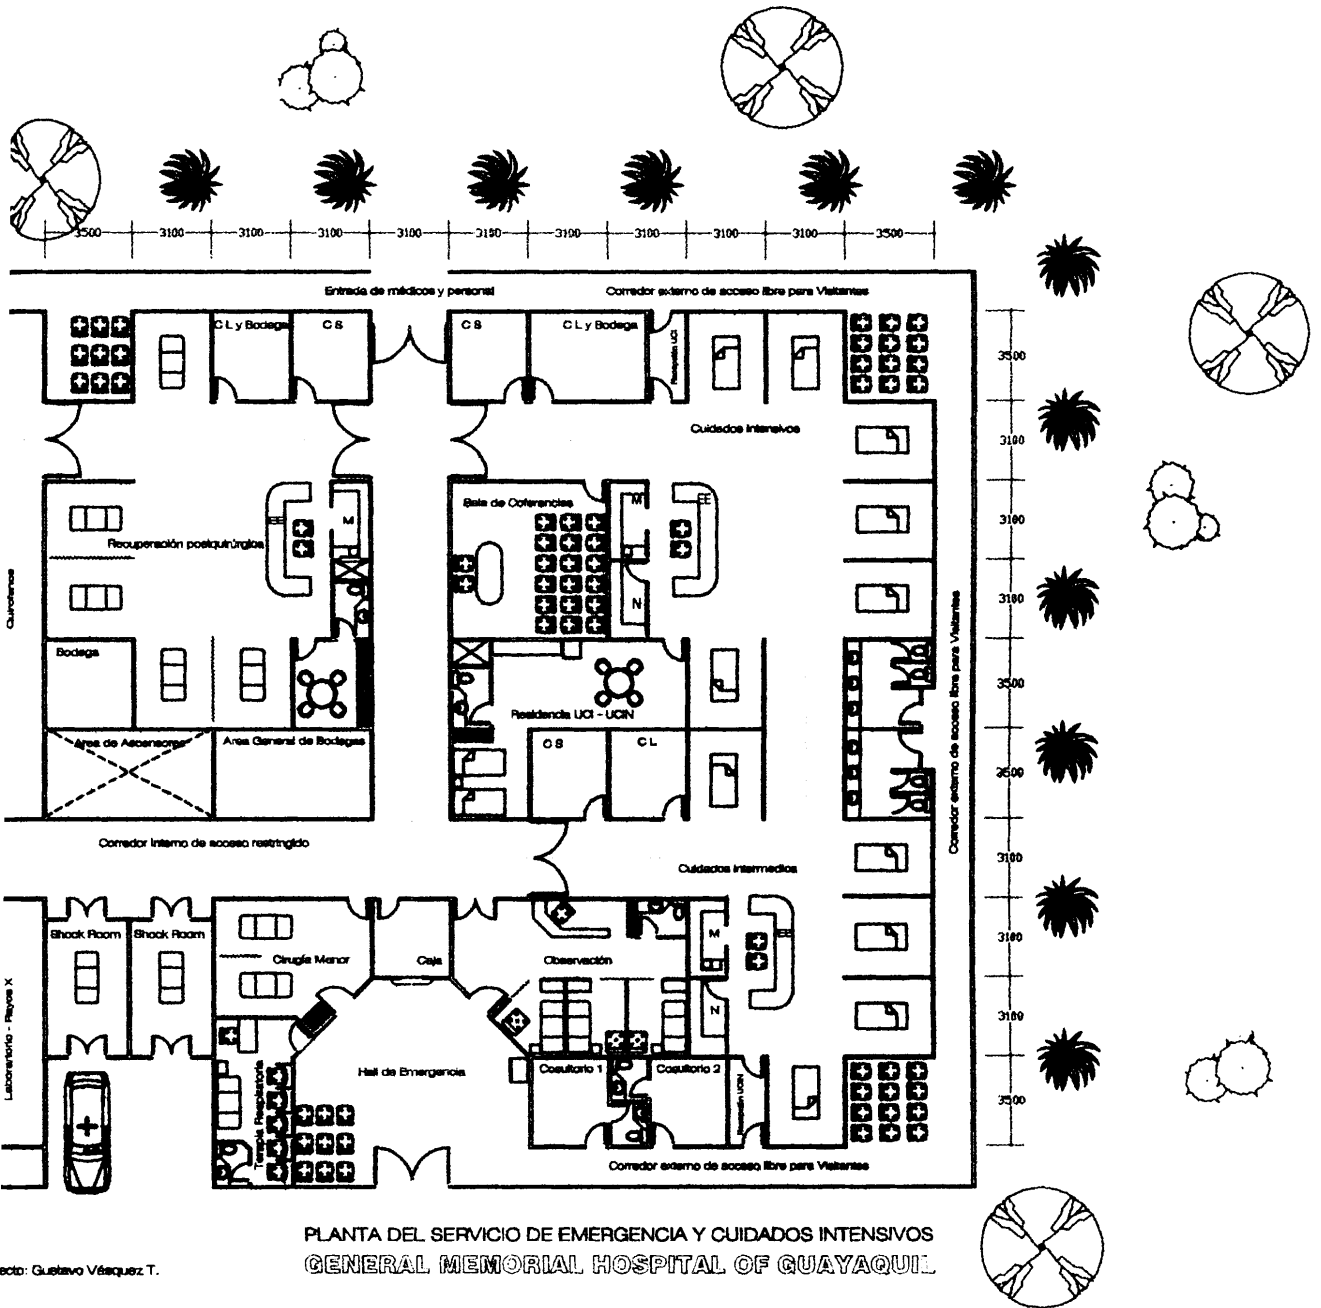 3500 3100 3100 3100 3100 3100 3100 3100 3100 3100 3500
Entrada de médicos y personal
Corredor externo de acceso libre para Visitantes
C L y Bodega
C S
C S
C L y Bodega
Recepción UCI
3500
Cuidados Intensivos
3100
Recuperación postquirúrgica
EE
M
Sala de Coferencias
M
EE
N
3100
3100
Quirofanos
Corredor externo de acceso libre para Visitantes
Bodega
Residencia UCI - UCIN
3500
Area de Ascensores
Area General de Bodegas
C S
C L
3500
Corredor interno de acceso restringido
Cuidados Intermedios
3100
Shock Room
Shock Room
Cirugía Menor
Caja
Observación
M
EE
N
3100
3100
Laboratorio - Rayos X
Terapia Respiratoria
Hall de Emergencia
Cosultorio 1
Cosultorio 2
Recepción UCIN
3500
Corredor externo de acceso libre para Visitantes
PLANTA DEL SERVICIO DE EMERGENCIA Y CUIDADOS INTENSIVOS
GENERAL MEMORIAL HOSPITAL OF GUAYAQUIL
ecto: Gustavo Vásquez T.